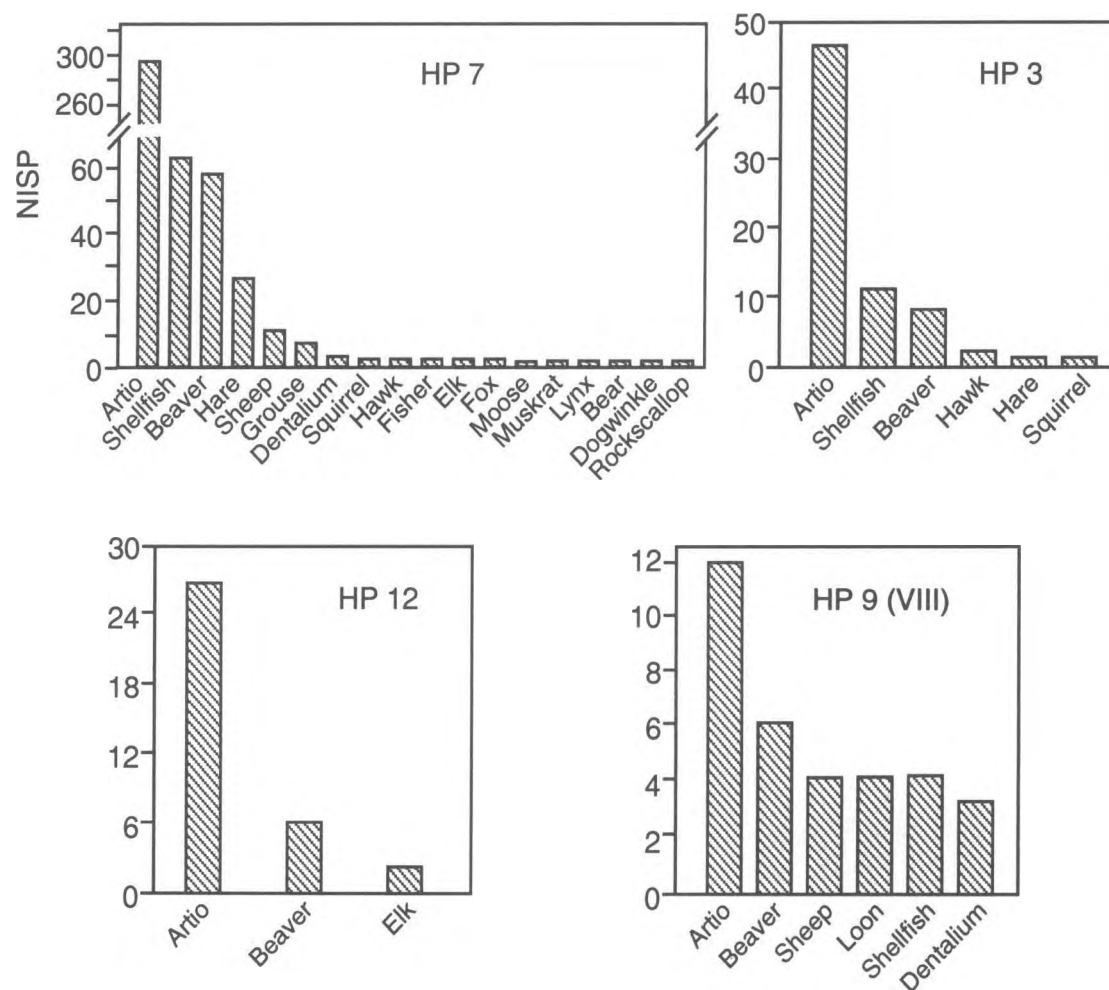 HP 7
NISP
300
260
60
40
20
0
Artio
Shellfish
Beaver
Hare
Sheep
Grouse
Dentalium
Squirrel
Hawk
Fisher
Elk
Fox
Moose
Muskrat
Lynx
Bear
Dogwinkle
Rockscallop
HP 3
50
40
30
20
10
0
Artio
Shellfish
Beaver
Hawk
Hare
Squirrel
HP 12
30
24
18
12
6
0
Artio
Beaver
Elk
HP 9 (VIII)
12
10
8
6
4
2
0
Artio
Beaver
Sheep
Loon
Shellfish
Dentalium